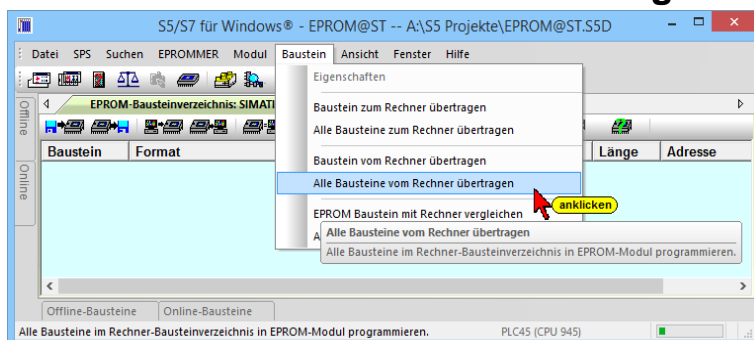 S5/S7 für Windows® - EPROM@ST -- A:\S5 Projekte\EPROM@ST.S5D
Datei SPS Suchen EPROMMER Modul Baustein Ansicht Fenster Hilfe
Eigenschaften
EPROM-Bausteinverzeichnis: SIMATI
Baustein zum Rechner übertragen
Alle Bausteine zum Rechner übertragen
Baustein Format Länge Adresse
Baustein vom Rechner übertragen
Alle Bausteine vom Rechner übertragen
anklicken
EPROM Baustein mit Rechner vergleichen
A
Alle Bausteine vom Rechner übertragen
Alle Bausteine im Rechner-Bausteinverzeichnis in EPROM-Modul programmieren.
Offline
Online
Offline-Bausteine Online-Bausteine
Alle Bausteine im Rechner-Bausteinverzeichnis in EPROM-Modul programmieren. PLC45 (CPU 945)